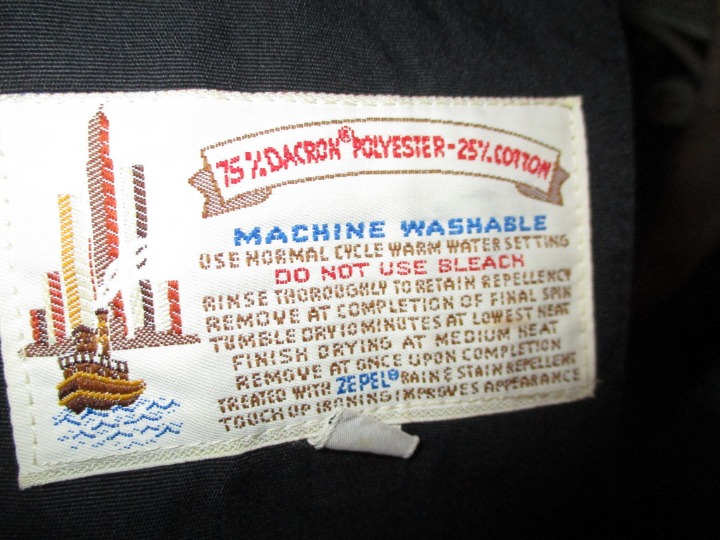 75% DACRON® POLYESTER - 25% COTTON
MACHINE WASHABLE
USE NORMAL CYCLE WARM WATER SETTING
DO NOT USE BLEACH
RINSE THOROUGHLY TO RETAIN REPELLENCY
REMOVE AT COMPLETION OF FINAL SPIN
TUMBLE DRY 10 MINUTES AT LOWEST HEAT
FINISH DRYING AT MEDIUM HEAT
REMOVE AT ONCE UPON COMPLETION
TREATED WITH ZEPEL® RAIN & STAIN REPELLENT
TOUCH UP IRONING IMPROVES APPEARANCE